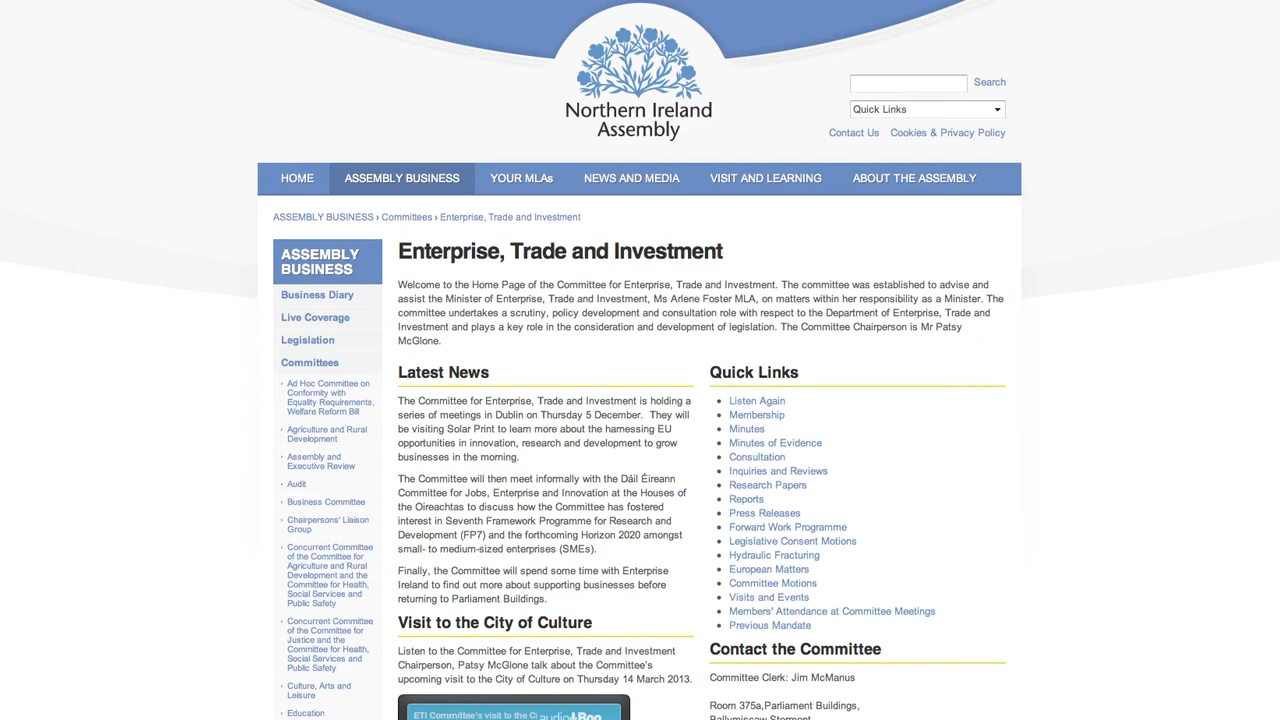 Northern Ireland
Assembly
Search
Quick Links
Contact Us Cookies & Privacy Policy
HOME ASSEMBLY BUSINESS YOUR MLAs NEWS AND MEDIA VISIT AND LEARNING ABOUT THE ASSEMBLY
ASSEMBLY BUSINESS › Committees › Enterprise, Trade and Investment
ASSEMBLY
BUSINESS
Business Diary
Live Coverage
Legislation
Committees
Ad Hoc Committee on
Conformity with
Equality Requirements,
Welfare Reform Bill
Agriculture and Rural
Development
Assembly and
Executive Review
Audit
Business Committee
Chairpersons' Liaison
Group
Concurrent Committee
of the Committee for
Agriculture and Rural
Development and the
Committee for Health,
Social Services and
Public Safety
Concurrent Committee
of the Committee for
Justice and the
Committee for Health,
Social Services and
Public Safety
Culture, Arts and
Leisure
Education
Enterprise, Trade and Investment
Welcome to the Home Page of the Committee for Enterprise, Trade and Investment. The committee was established to advise and
assist the Minister of Enterprise, Trade and Investment, Ms Arlene Foster MLA, on matters within her responsibility as a Minister. The
committee undertakes a scrutiny, policy development and consultation role with respect to the Department of Enterprise, Trade and
Investment and plays a key role in the consideration and development of legislation. The Committee Chairperson is Mr Patsy
McGlone.
Latest News
The Committee for Enterprise, Trade and Investment is holding a
series of meetings in Dublin on Thursday 5 December. They will
be visiting Solar Print to learn more about the harnessing EU
opportunities in innovation, research and development to grow
businesses in the morning.
The Committee will then meet informally with the Dáil Éireann
Committee for Jobs, Enterprise and Innovation at the Houses of
the Oireachtas to discuss how the Committee has fostered
interest in Seventh Framework Programme for Research and
Development (FP7) and the forthcoming Horizon 2020 amongst
small- to medium-sized enterprises (SMEs).
Finally, the Committee will spend some time with Enterprise
Ireland to find out more about supporting businesses before
returning to Parliament Buildings.
Visit to the City of Culture
Listen to the Committee for Enterprise, Trade and Investment
Chairperson, Patsy McGlone talk about the Committee's
upcoming visit to the City of Culture on Thursday 14 March 2013.
ETI Committee's visit to the Ci audioBoo
Quick Links
Listen Again
Membership
Minutes
Minutes of Evidence
Consultation
Inquiries and Reviews
Research Papers
Reports
Press Releases
Forward Work Programme
Legislative Consent Motions
Hydraulic Fracturing
European Matters
Committee Motions
Visits and Events
Members' Attendance at Committee Meetings
Previous Mandate
Contact the Committee
Committee Clerk: Jim McManus
Room 375a,Parliament Buildings,
Ballymiscaw Stormont